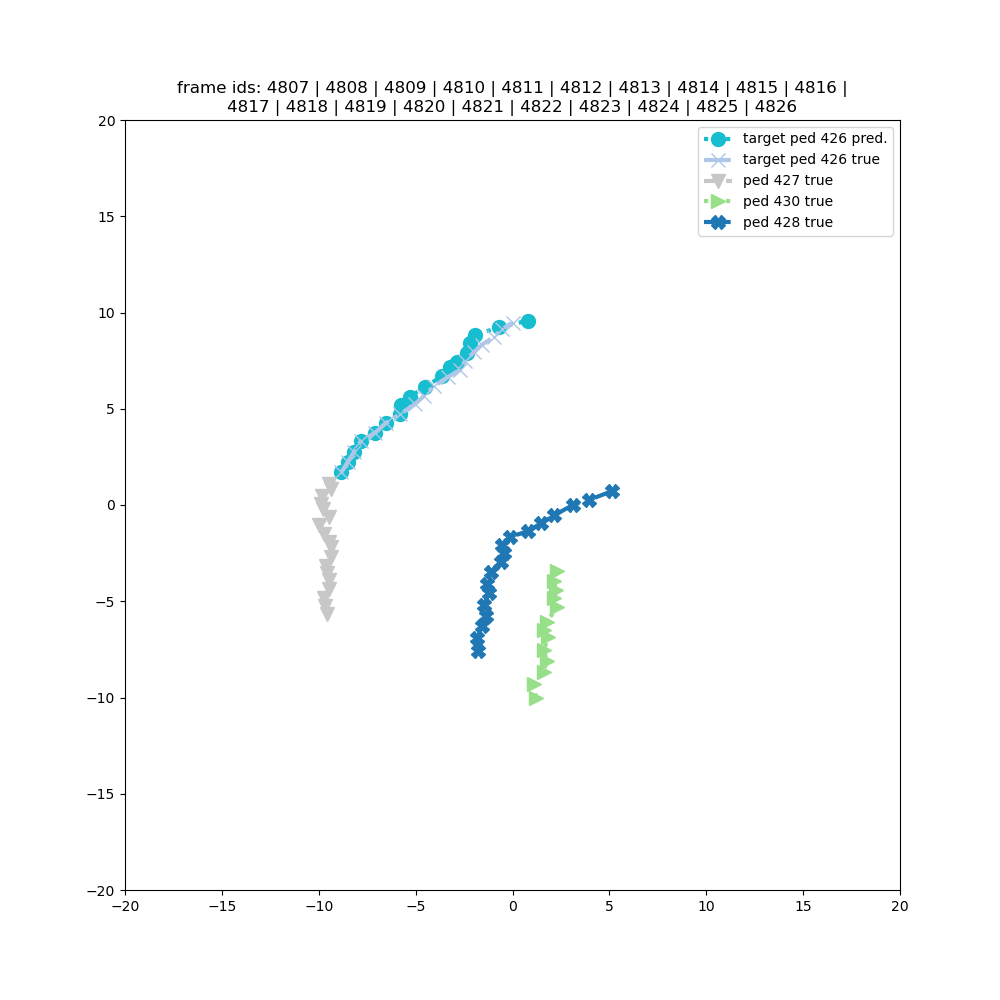 frame ids: 4807 | 4808 | 4809 | 4810 | 4811 | 4812 | 4813 | 4814 | 4815 | 4816 |
4817 | 4818 | 4819 | 4820 | 4821 | 4822 | 4823 | 4824 | 4825 | 4826
target ped 426 pred.
target ped 426 true
ped 427 true
ped 430 true
ped 428 true
20
15
10
5
0
−5
−10
−15
−20
−20 −15 −10 −5 0 5 10 15 20